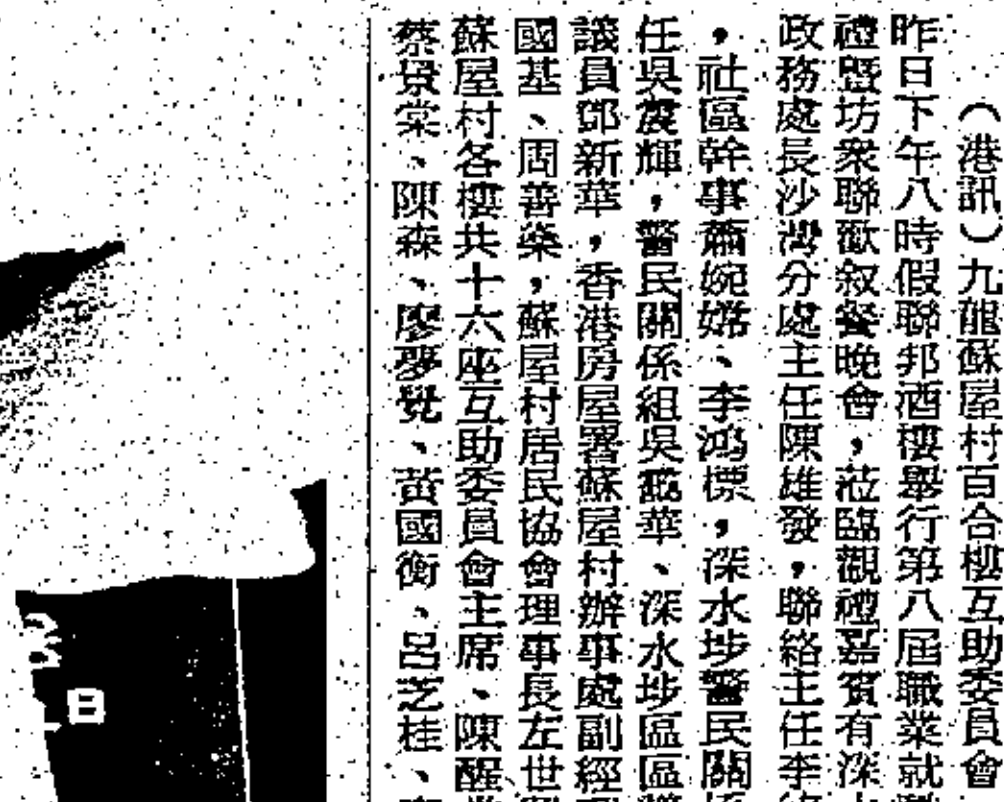 （港訊）九龍蘇屋村百合樓互助委員會
昨日下午八時假聯邦酒樓舉行第八屆職業就
禮暨坊眾聯歡叙餐晚會，蒞臨觀禮嘉賓有深水
政務處長沙灣分處主任陳雄發，聯絡主任李
，社區幹事蕭婉嫦、李鴻標，深水埗警民關係
任吳震輝，警民關係組吳 華、深水埗區區
議員鄧新華，香港房屋署蘇屋村辦事處副經理
國基、周善燊，蘇屋村居民協會理事長左世
蘇屋村各樓共十六座互助委員會主席、陳醒
蔡景棠、陳森、廖夢覺、黃國衡、呂芝桂、
日